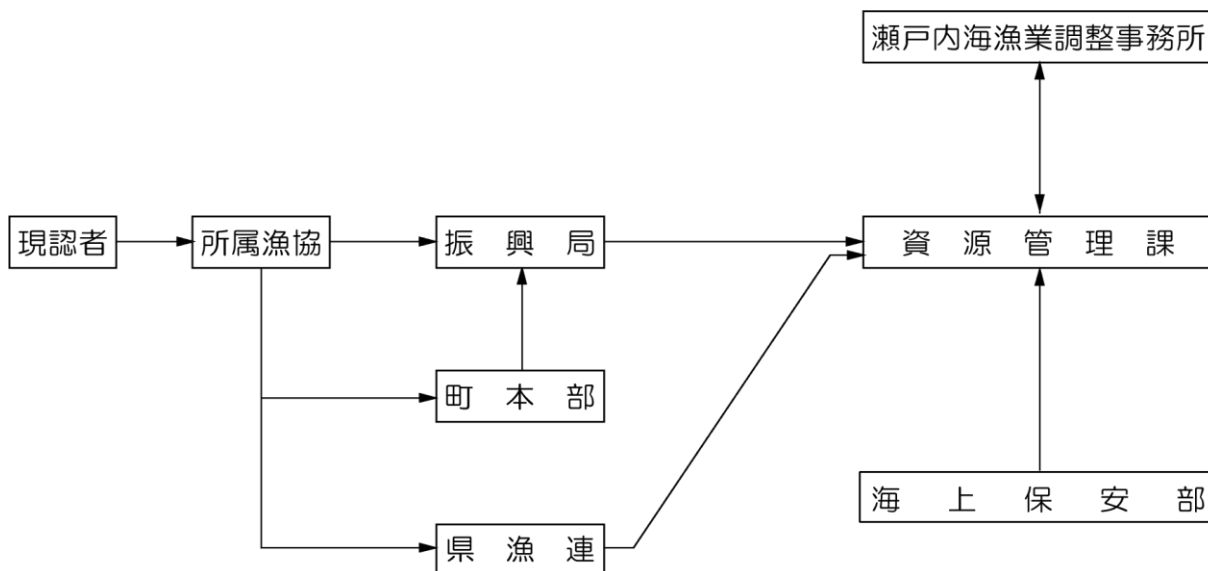 瀬戸内海漁業調整事務所
現認者
所属漁協
振興局
資源管理課
町本部
海上保安部
県漁連